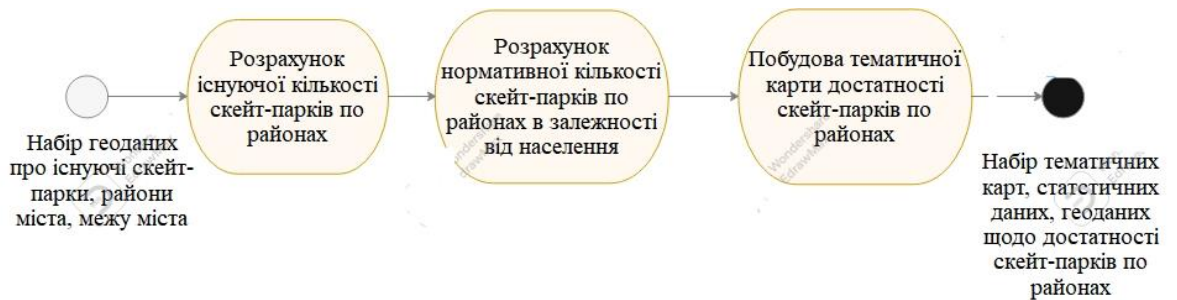 Набір геоданих
про існуючі скейт-
парки, райони
міста, межу міста
Розрахунок
існуючої кількості
скейт-парків по
районах
Розрахунок
нормативної кількості
скейт-парків по
районах в залежності
від населення
Побудова тематичної
карти достатності
скейт-парків по
районах
Набір тематичних
карт, статстичних
даних, геоданих
щодо достатності
скейт-парків по
районах